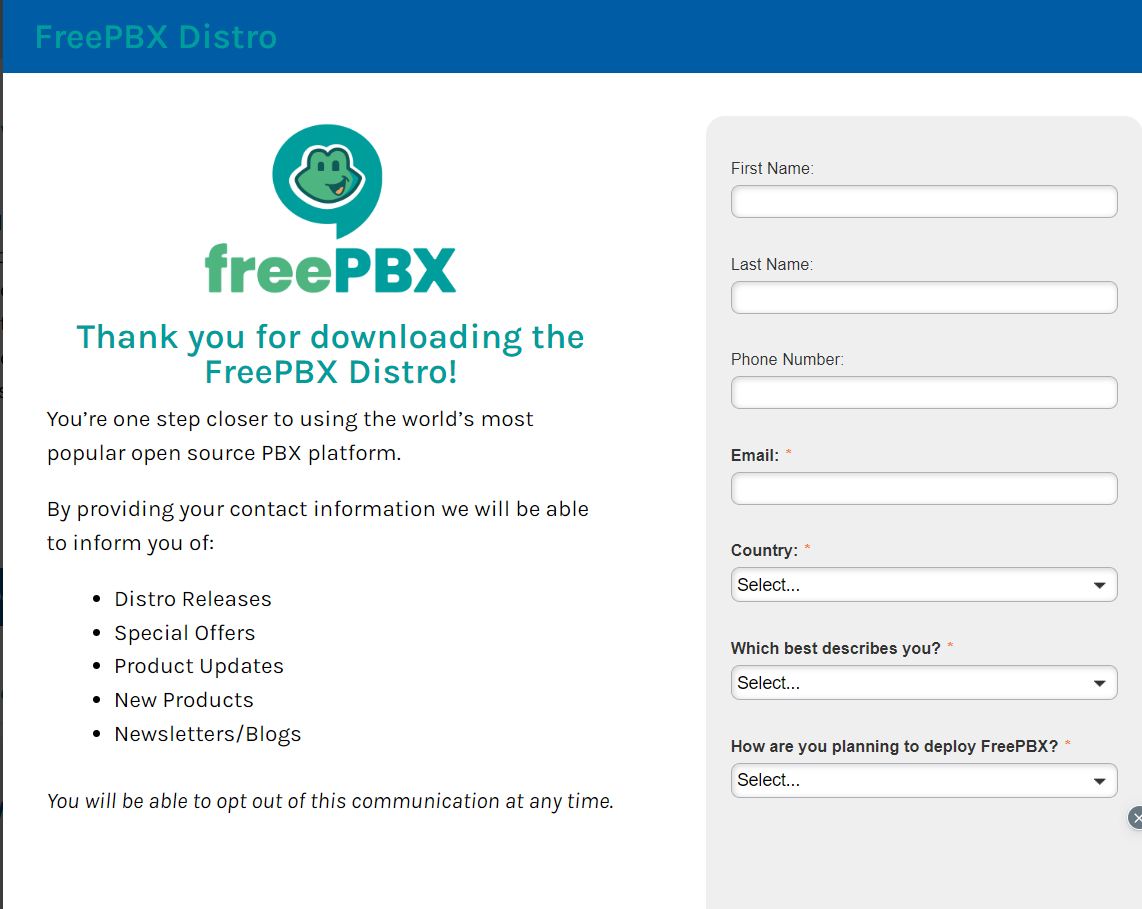 FreePBX Distro
freePBX
Thank you for downloading the
FreePBX Distro!
You’re one step closer to using the world’s most
popular open source PBX platform.
By providing your contact information we will be able
to inform you of:
• Distro Releases
• Special Offers
• Product Updates
• New Products
• Newsletters/Blogs
You will be able to opt out of this communication at any time.
First Name:
Last Name:
Phone Number:
Email: *
Country: *
Select...
Which best describes you? *
Select...
How are you planning to deploy FreePBX? *
Select...